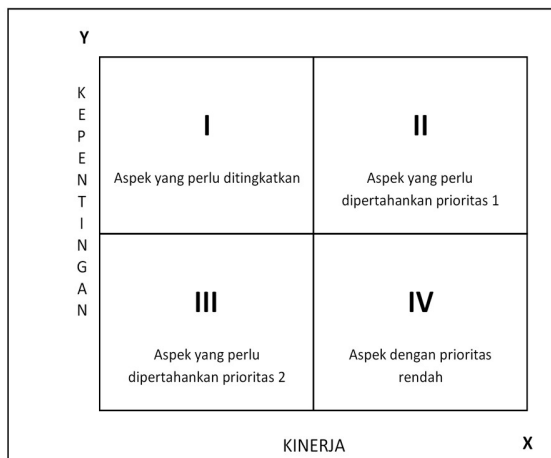 Y
KEPENTINGAN
I
Aspek yang perlu ditingkatkan
II
Aspek yang perlu
dipertahankan prioritas 1
III
Aspek yang perlu
dipertahankan prioritas 2
IV
Aspek dengan prioritas
rendah
KINERJA
X